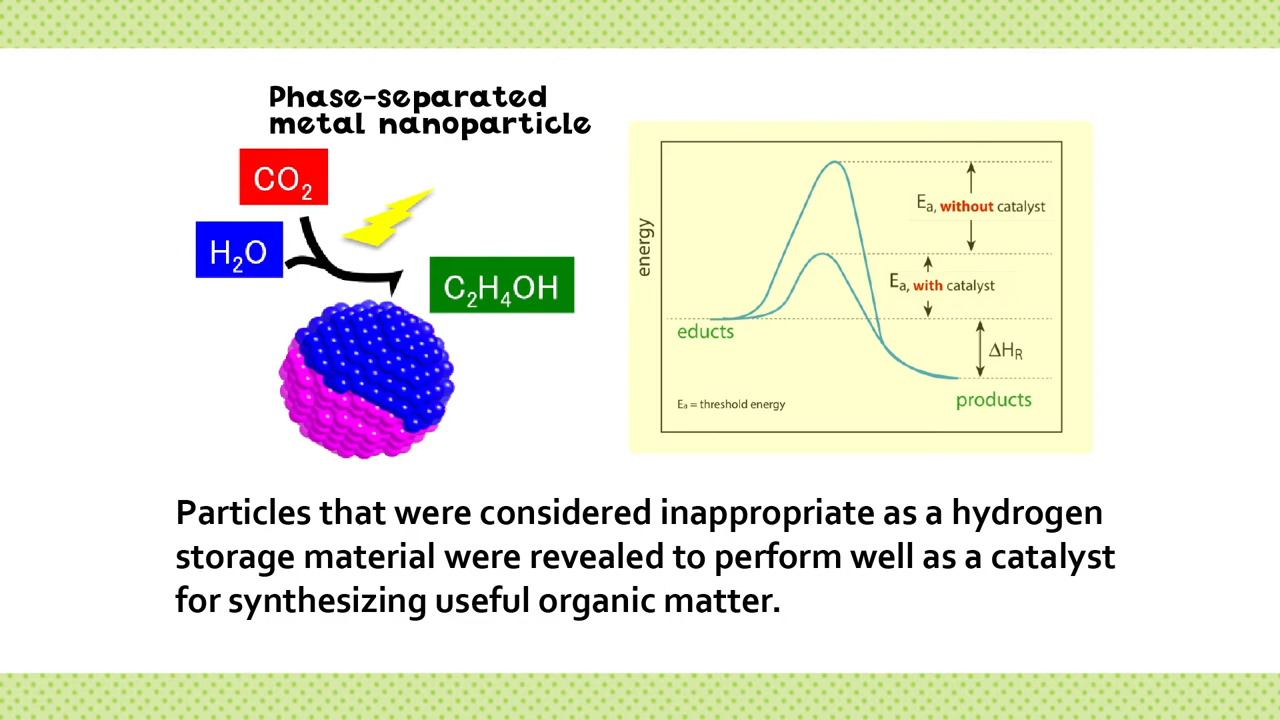 Phase-separated
metal nanoparticle
CO₂
H₂O
C₂H₄OH
energy
Eₐ, without catalyst
Eₐ, with catalyst
educts
ΔHR
products
Eₐ = threshold energy
Particles that were considered inappropriate as a hydrogen
storage material were revealed to perform well as a catalyst
for synthesizing useful organic matter.